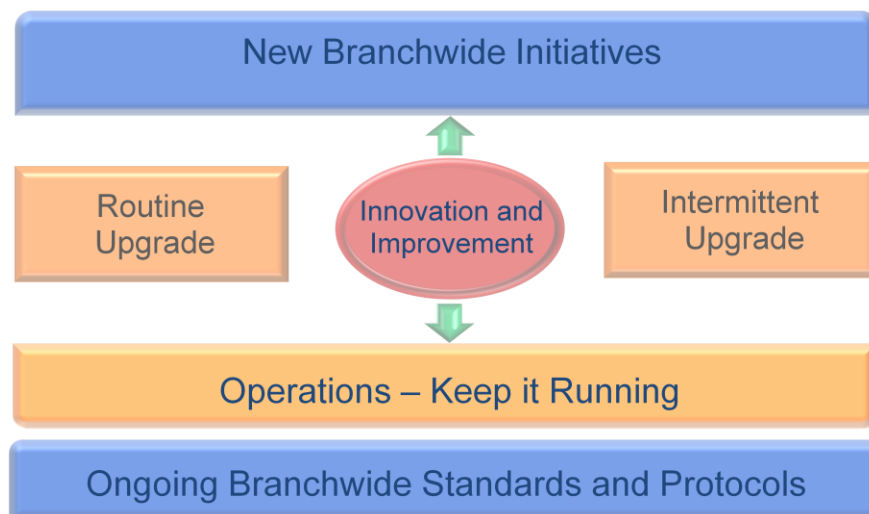 New Branchwide Initiatives
Routine
Upgrade
Innovation and
Improvement
Intermittent
Upgrade
Operations – Keep it Running
Ongoing Branchwide Standards and Protocols